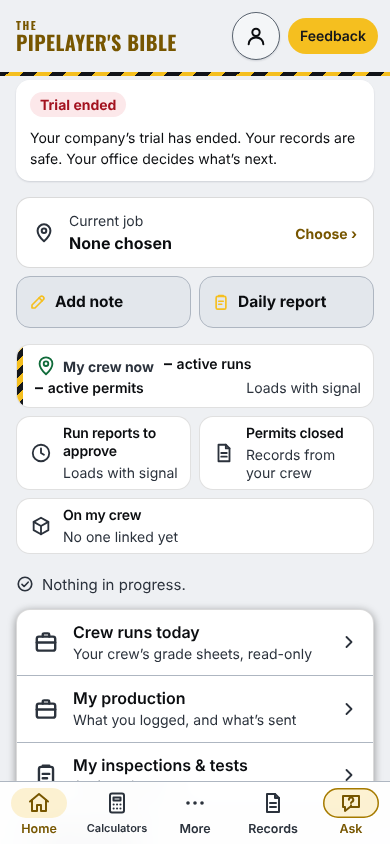 THE
PIPELAYER'S BIBLE
Feedback
Trial ended
Your company’s trial has ended. Your records are
safe. Your office decides what’s next.
Current job
None chosen
Choose ›
Add note
Daily report
My crew now – active runs
– active permits
Loads with signal
Run reports to
approve
Loads with signal
Permits closed
Records from
your crew
On my crew
No one linked yet
Nothing in progress.
Crew runs today
Your crew’s grade sheets, read-only
My production
What you logged, and what’s sent
My inspections & tests
Home
Calculators
More
Records
Ask